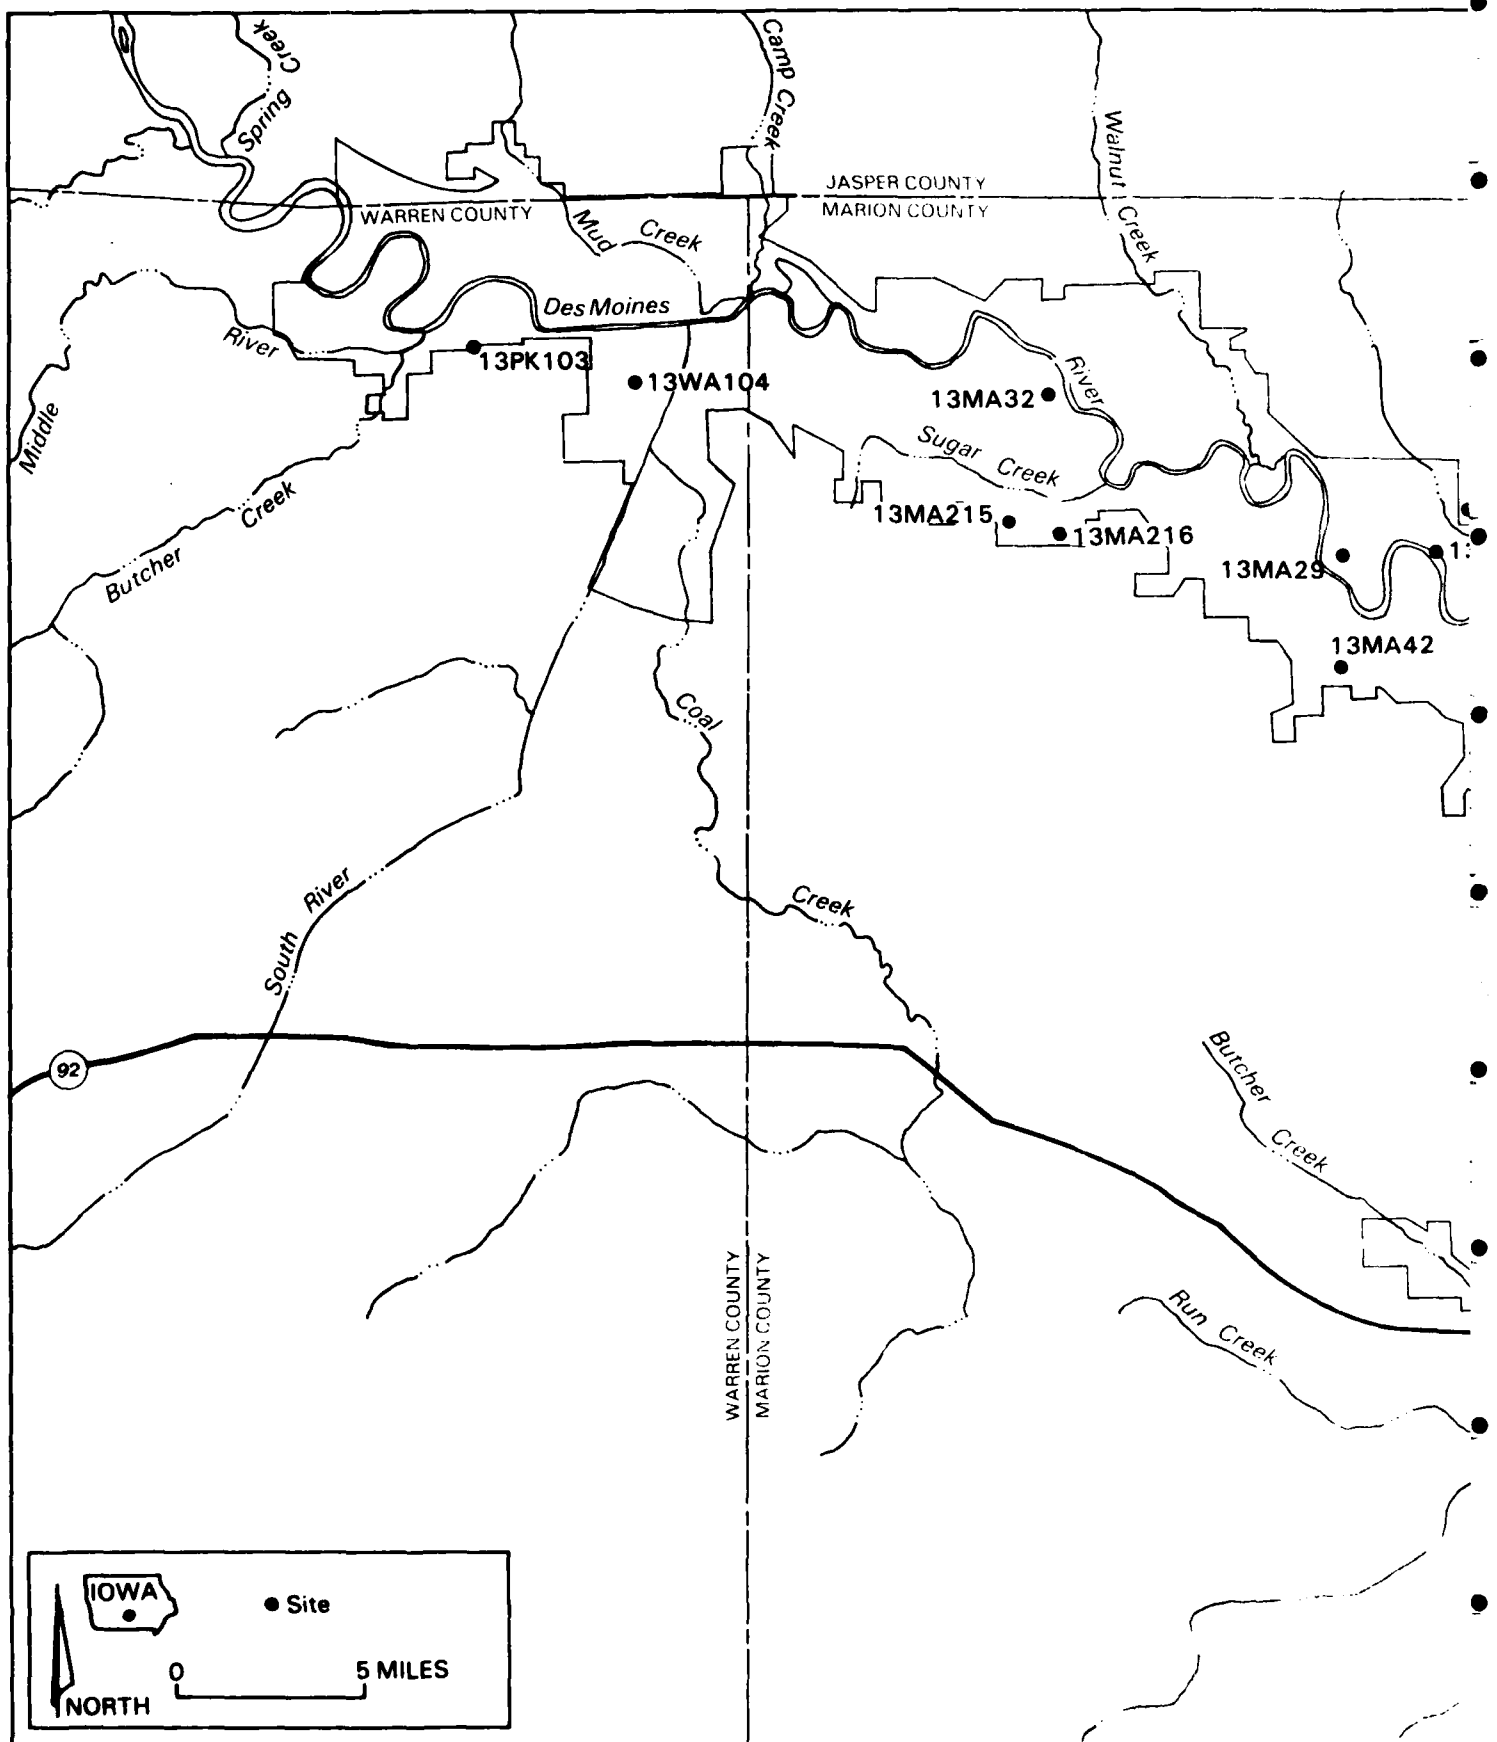 Spring
Creek
Camp Creek
Walnut
Creek
JASPER COUNTY
MARION COUNTY
WARREN COUNTY
Mud
Creek
Des Moines
River
Middle
River
13PK103
13WA104
13MA32
Sugar Creek
13MA215
13MA216
13MA29
13MA42
Butcher
Creek
Coal
Creek
South
River
92
Butcher
Creek
Run Creek
WARREN COUNTY
MARION COUNTY
IOWA
Site
0
5 MILES
NORTH